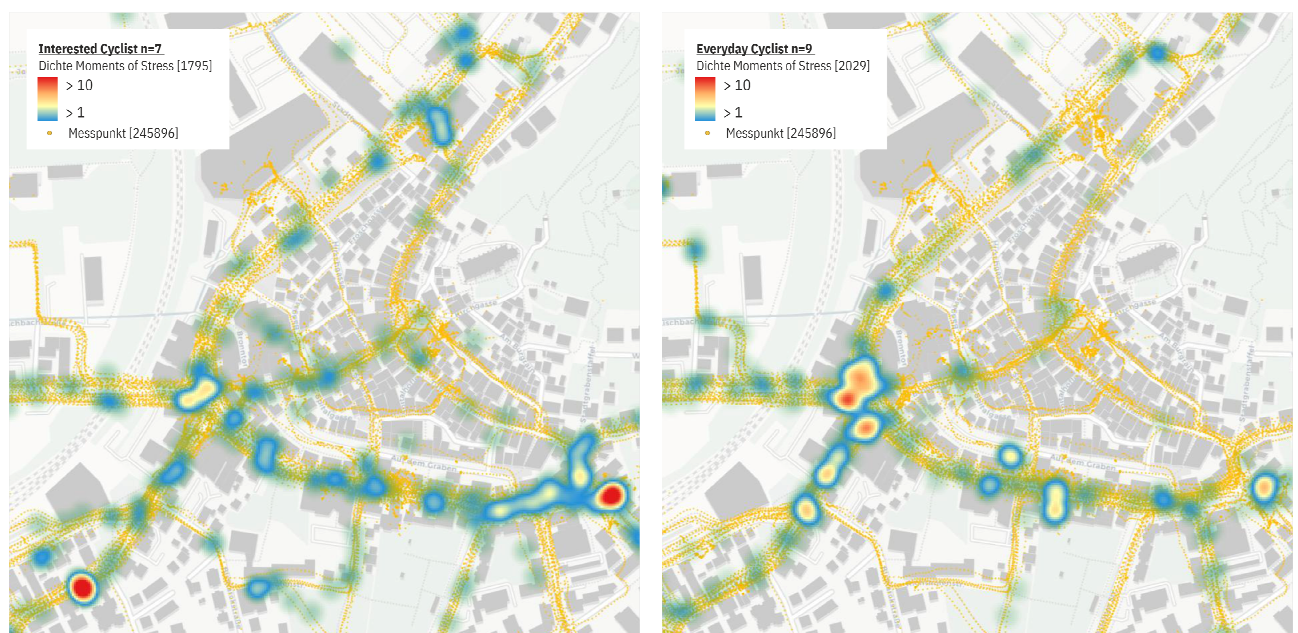 Interested Cyclist n=7
Dichte Moments of Stress [1795]
> 10
> 1
Messpunkt [245896]
Auf dem Graben
Everyday Cyclist n=9
Dichte Moments of Stress [2029]
> 10
> 1
Messpunkt [245896]
Auf dem Graben